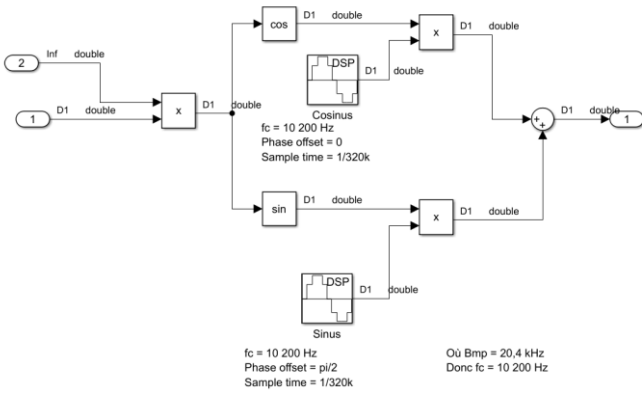 cos
D1 double
x
D1 double
2
Inf double
DSP
D1 double
1
D1 double
x
D1 double
+
+
D1 double
1
Cosinus
fc = 10 200 Hz
Phase offset = 0
Sample time = 1/320k
sin
D1 double
x
D1 double
DSP
D1 double
Sinus
fc = 10 200 Hz
Phase offset = pi/2
Sample time = 1/320k
Où Bmp = 20,4 kHz
Donc fc = 10 200 Hz